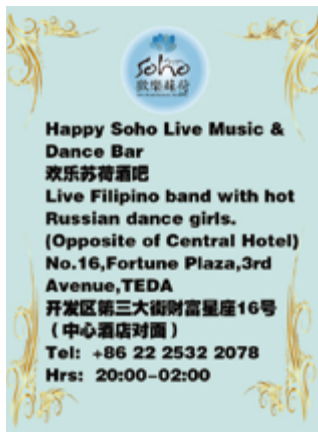 Soho
歡樂蘇荷
Happy Soho Live Music &
Dance Bar
欢乐苏荷酒吧
Live Filipino band with hot
Russian dance girls.
(Opposite of Central Hotel)
No.16,Fortune Plaza,3rd
Avenue,TEDA
开发区第三大街财富星座16号
（中心酒店对面）
Tel: +86 22 2532 2078
Hrs: 20:00-02:00